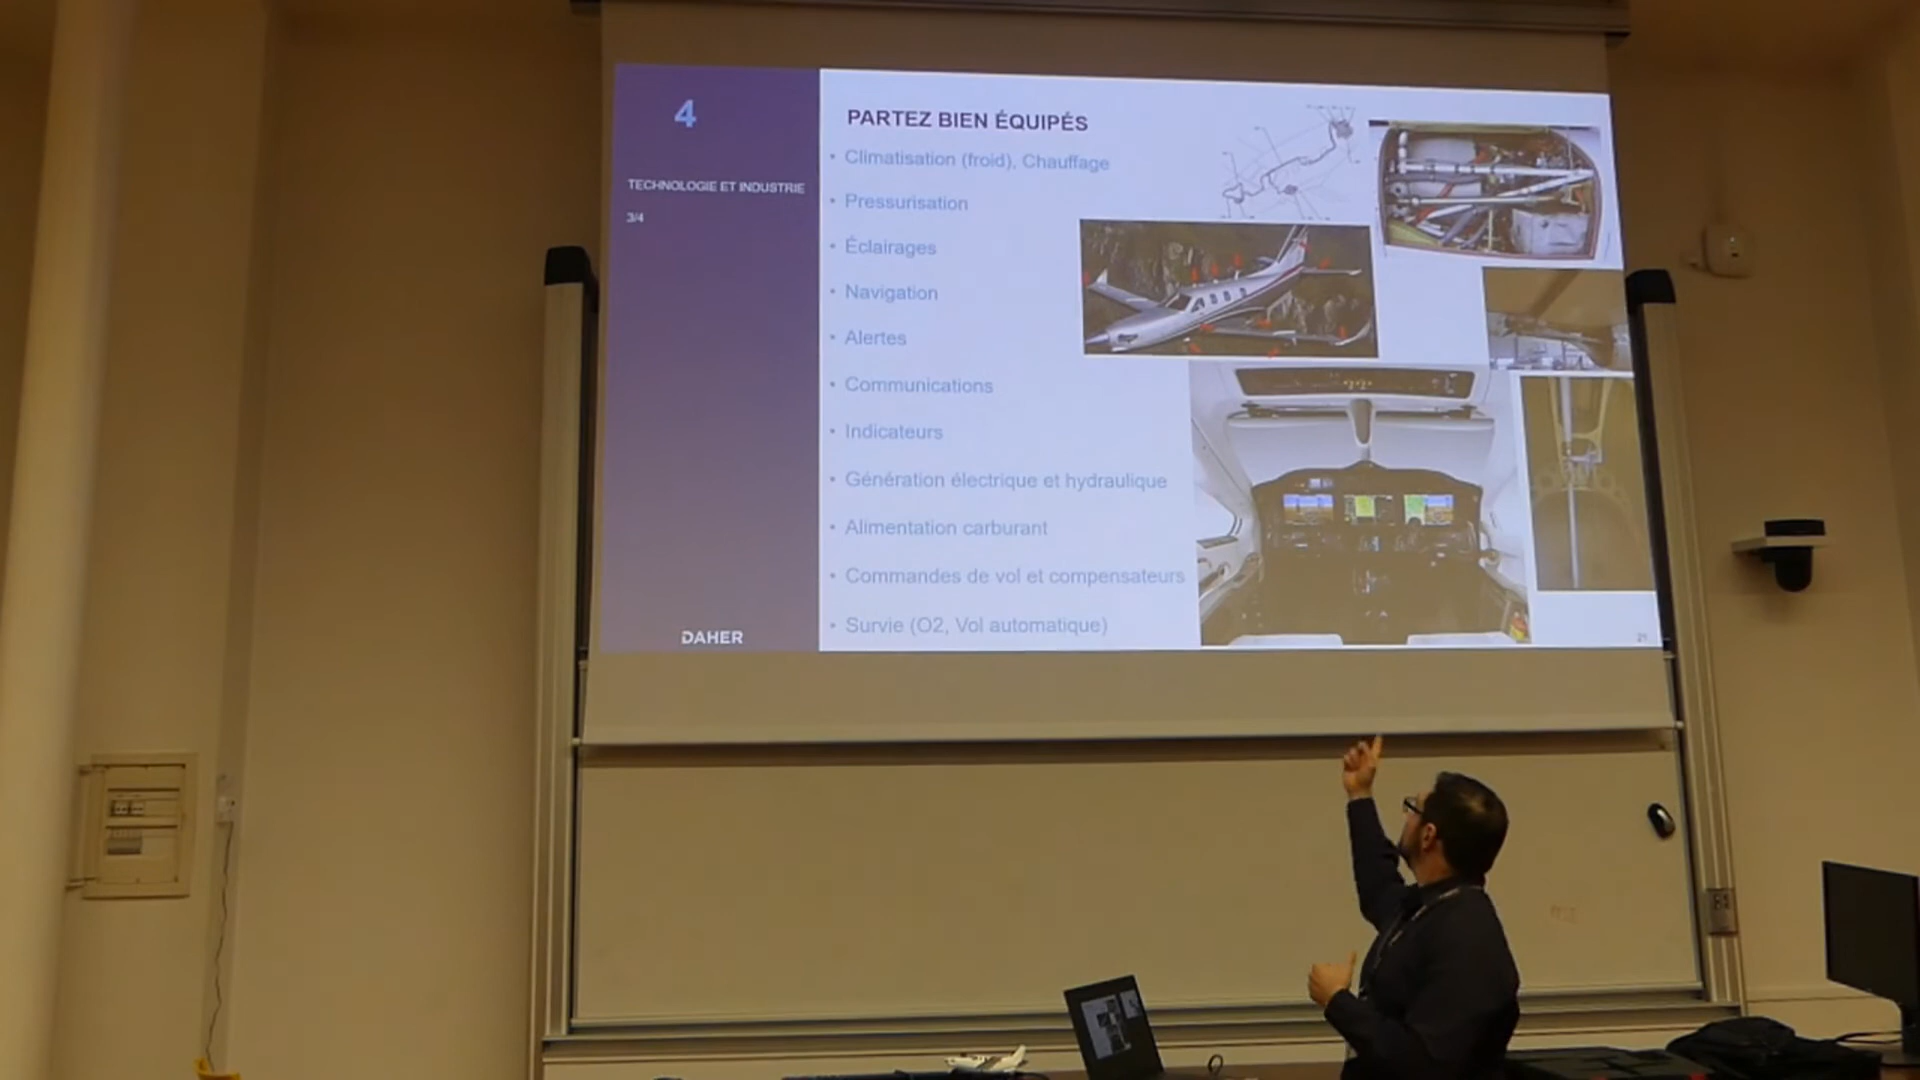 4
TECHNOLOGIE ET INDUSTRIE
3/4
DAHER
PARTEZ BIEN ÉQUIPÉS
• Climatisation (froid), Chauffage
• Pressurisation
• Éclairages
• Navigation
• Alertes
• Communications
• Indicateurs
• Génération électrique et hydraulique
• Alimentation carburant
• Commandes de vol et compensateurs
• Survie (O2, Vol automatique)
21